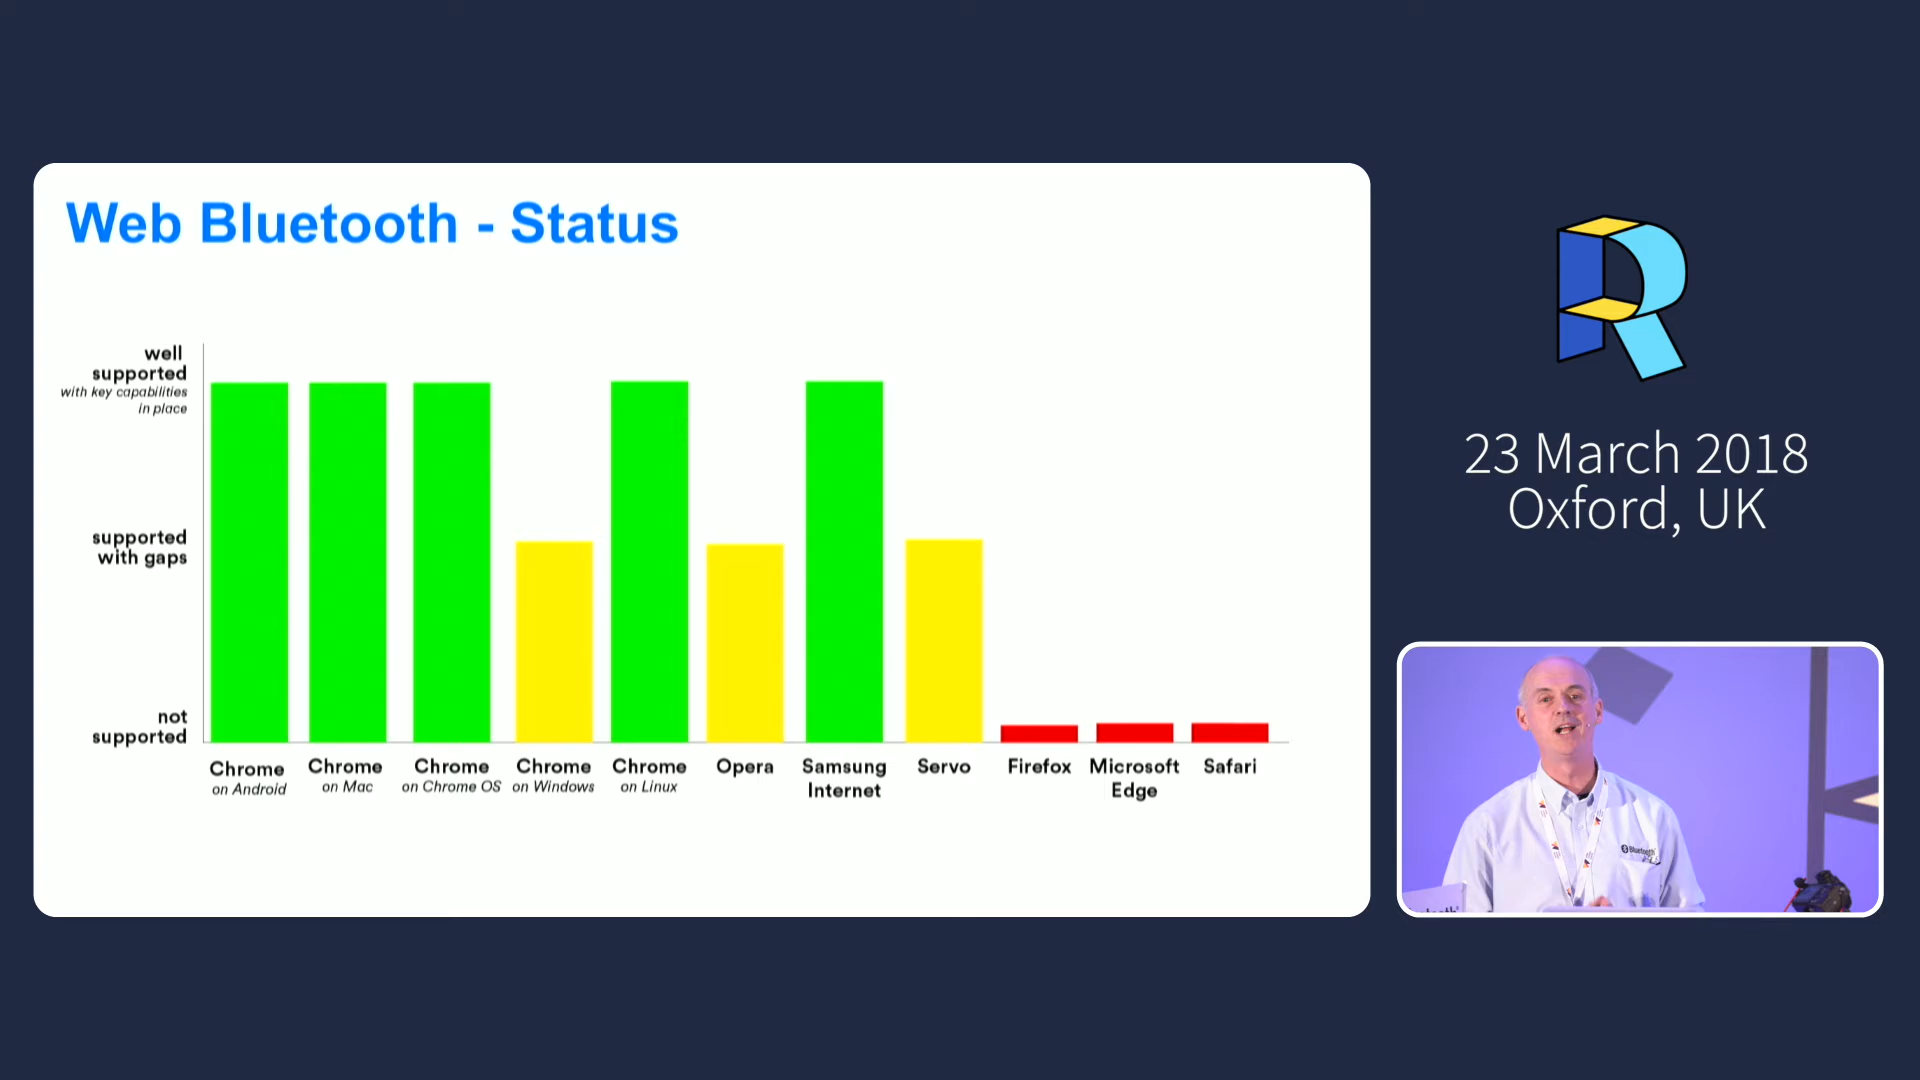 Web Bluetooth - Status
well
supported
with key capabilities
in place
supported
with gaps
not
supported
Chrome
on Android
Chrome
on Mac
Chrome
on Chrome OS
Chrome
on Windows
Chrome
on Linux
Opera
Samsung
Internet
Servo
Firefox
Microsoft
Edge
Safari
23 March 2018
Oxford, UK
Bluetooth